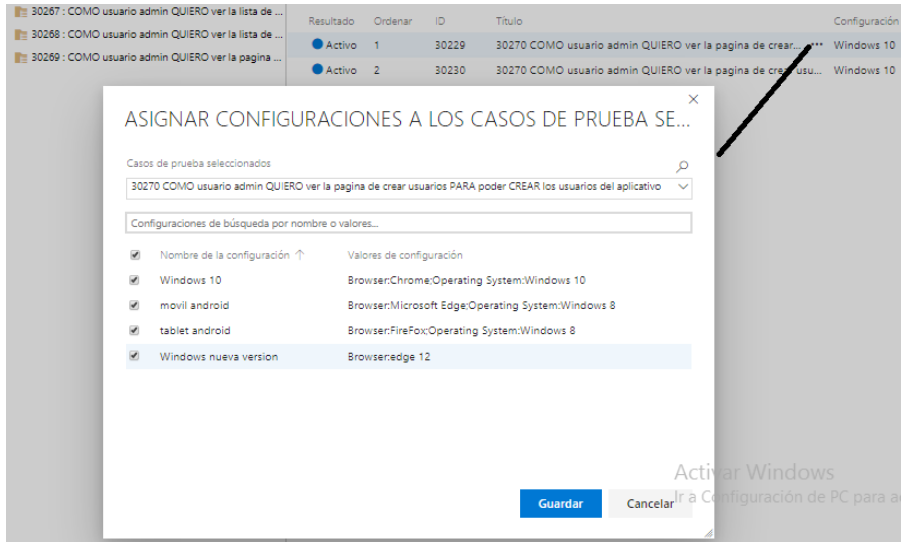 30267 : COMO usuario admin QUIERO ver la lista de ...
30268 : COMO usuario admin QUIERO ver la lista de ...
30269 : COMO usuario admin QUIERO ver la pagina ...
Resultado Ordenar ID Título Configuración
Activo 1 30229 30270 COMO usuario admin QUIERO ver la pagina de crear... ••• Windows 10
Activo 2 30230 30270 COMO usuario admin QUIERO ver la pagina de crear usu... Windows 10
ASIGNAR CONFIGURACIONES A LOS CASOS DE PRUEBA SE...
Casos de prueba seleccionados
30270 COMO usuario admin QUIERO ver la pagina de crear usuarios PARA poder CREAR los usuarios del aplicativo
Configuraciones de búsqueda por nombre o valores...
Nombre de la configuración ↑ Valores de configuración
Windows 10 Browser:Chrome;Operating System:Windows 10
movil android Browser:Microsoft Edge;Operating System:Windows 8
tablet android Browser:FireFox;Operating System:Windows 8
Windows nueva version Browser:edge 12
Guardar Cancelar
Activar Windows
Ir a Configuración de PC para